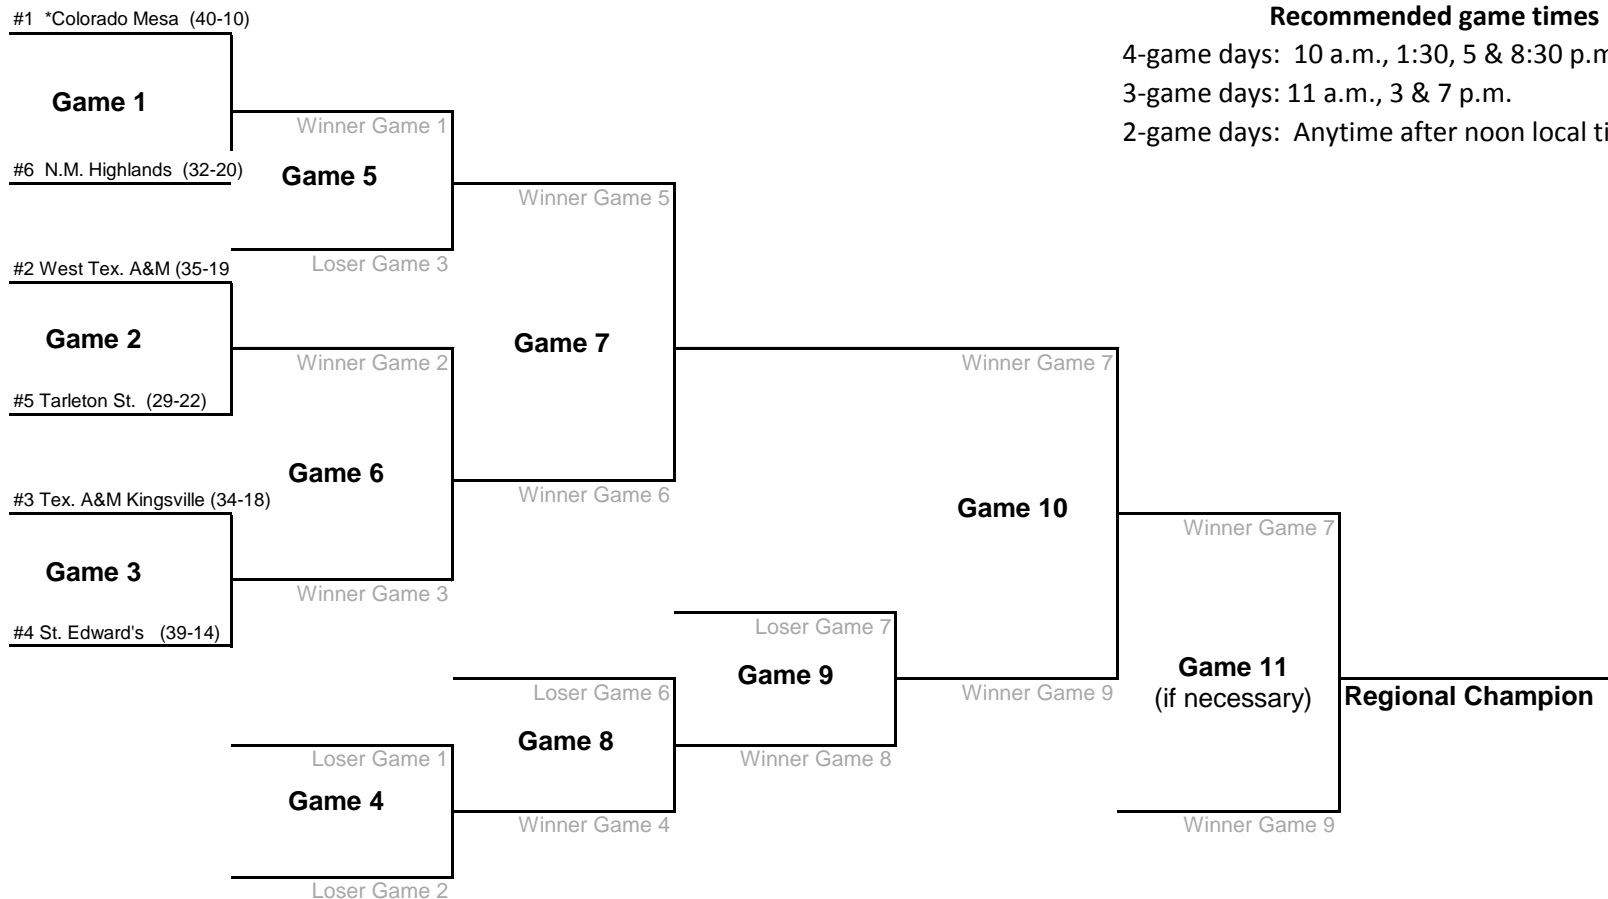 #1 *Colorado Mesa (40-10)
Game 1
#6 N.M. Highlands (32-20)
#2 West Tex. A&M (35-19
Game 2
#5 Tarleton St. (29-22)
#3 Tex. A&M Kingsville (34-18)
Game 3
#4 St. Edward's (39-14)
Winner Game 1
Game 5
Loser Game 3
Winner Game 2
Game 6
Winner Game 3
Loser Game 1
Game 4
Loser Game 2
Winner Game 5
Game 7
Winner Game 6
Loser Game 6
Game 8
Winner Game 4
Loser Game 7
Game 9
Winner Game 8
Winner Game 7
Game 10
Winner Game 9
Winner Game 7
Game 11
(if necessary)
Winner Game 9
Regional Champion
Recommended game times
4-game days: 10 a.m., 1:30, 5 & 8:30 p.m
3-game days: 11 a.m., 3 & 7 p.m.
2-game days: Anytime after noon local ti